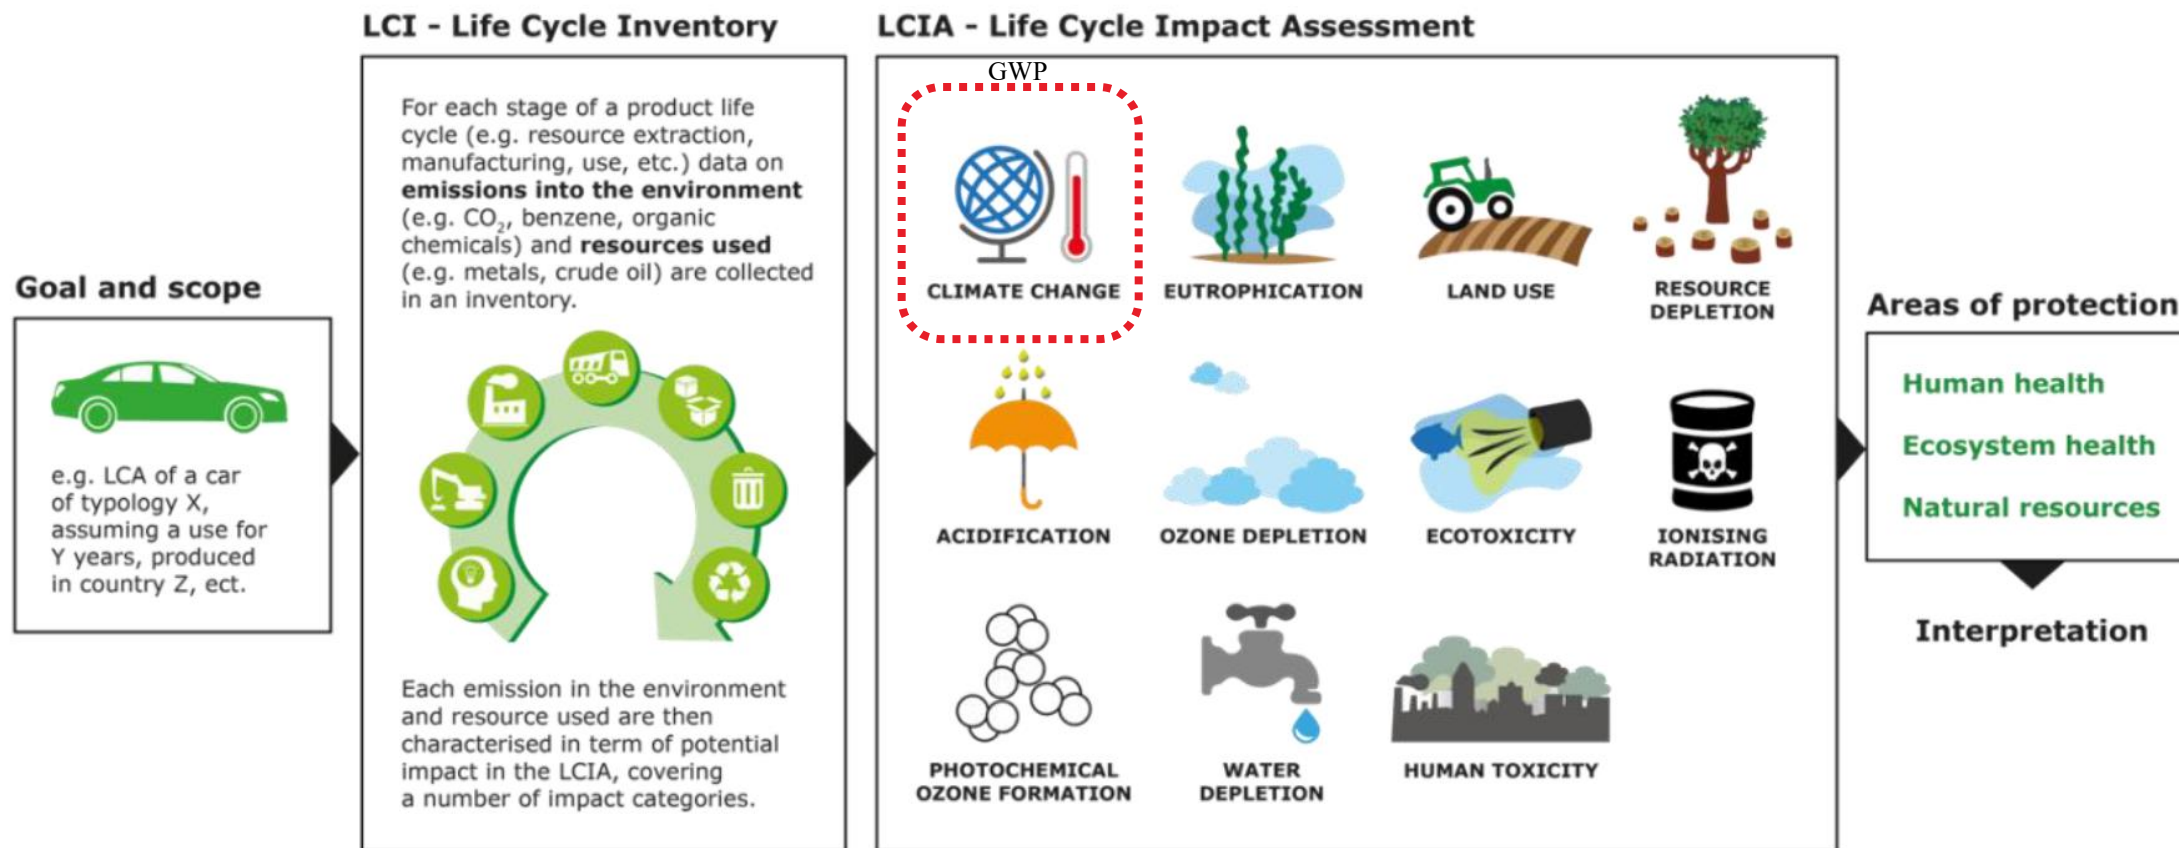 Goal and scope
e.g. LCA of a car
of typology X,
assuming a use for
Y years, produced
in country Z, ect.
LCI - Life Cycle Inventory
For each stage of a product life
cycle (e.g. resource extraction,
manufacturing, use, etc.) data on
emissions into the environment
(e.g. CO₂, benzene, organic
chemicals) and resources used
(e.g. metals, crude oil) are collected
in an inventory.
Each emission in the environment
and resource used are then
characterised in term of potential
impact in the LCIA, covering
a number of impact categories.
LCIA - Life Cycle Impact Assessment
GWP
CLIMATE CHANGE
EUTROPHICATION
LAND USE
RESOURCE
DEPLETION
ACIDIFICATION
OZONE DEPLETION
ECOTOXICITY
IONISING
RADIATION
PHOTOCHEMICAL
OZONE FORMATION
WATER
DEPLETION
HUMAN TOXICITY
Areas of protection
Human health
Ecosystem health
Natural resources
Interpretation